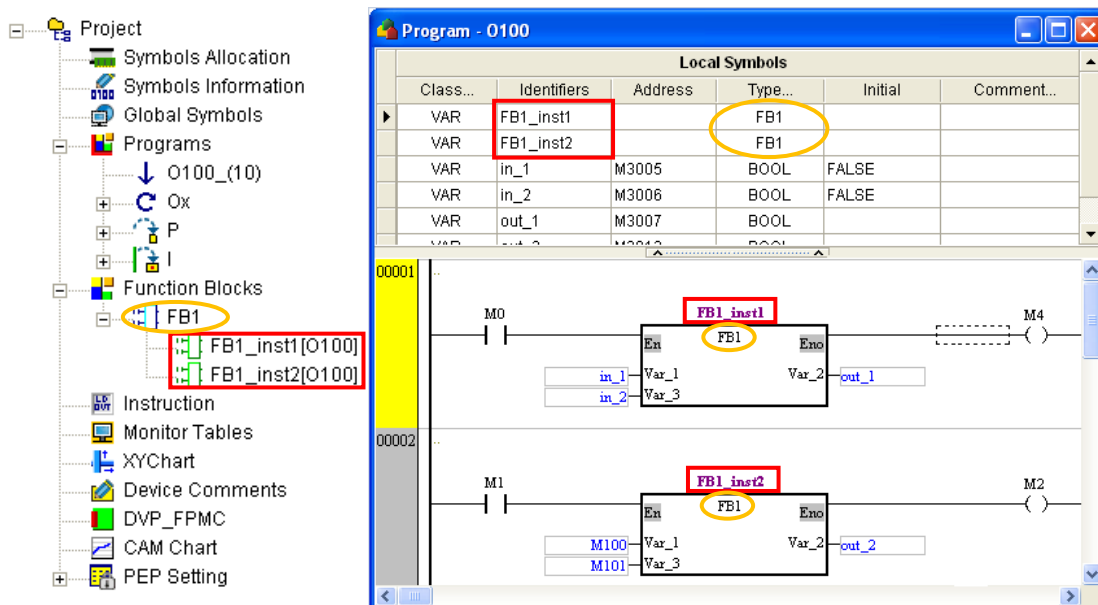 Project
Symbols Allocation
Symbols Information
Global Symbols
Programs
O100_(10)
Ox
P
I
Function Blocks
FB1
FB1_inst1[O100]
FB1_inst2[O100]
Instruction
Monitor Tables
XYChart
Device Comments
DVP_FPMC
CAM Chart
PEP Setting
Program - O100
Local Symbols
Class... Identifiers Address Type... Initial Comment...
VAR FB1_inst1 FB1
VAR FB1_inst2 FB1
VAR in_1 M3005 BOOL FALSE
VAR in_2 M3006 BOOL FALSE
VAR out_1 M3007 BOOL
00001
M0 FB1_inst1 M4
FB1
En Eno
in_1 Var_1 Var_2 out_1
in_2 Var_3
00002
M1 FB1_inst2 M2
FB1
En Eno
M100 Var_1 Var_2 out_2
M101 Var_3